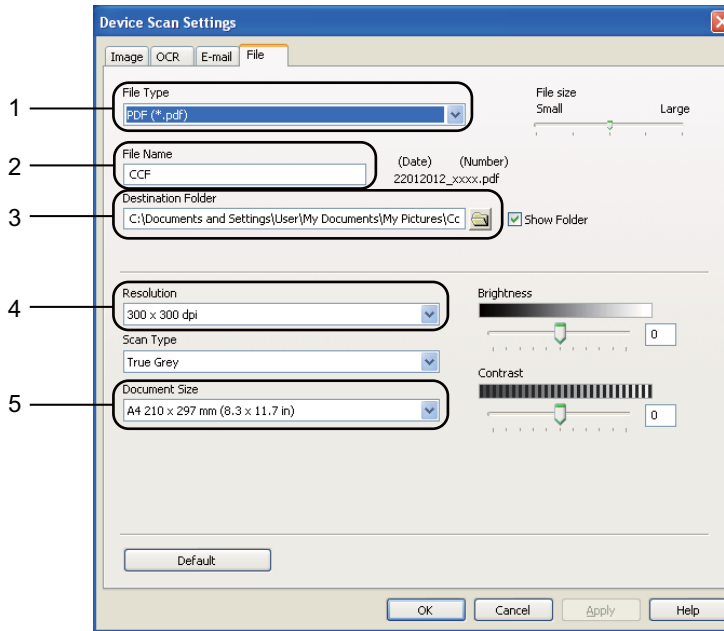 Device Scan Settings
Image OCR E-mail File
1
File Type
PDF (*.pdf)
File size
Small Large
2
File Name
CCF
(Date) (Number)
22012012_xxxx.pdf
3
Destination Folder
C:\Documents and Settings\User\My Documents\My Pictures\Cc
Show Folder
4
Resolution
300 x 300 dpi
Brightness
0
Scan Type
True Grey
Contrast
0
5
Document Size
A4 210 x 297 mm (8.3 x 11.7 in)
Default
OK Cancel Apply Help